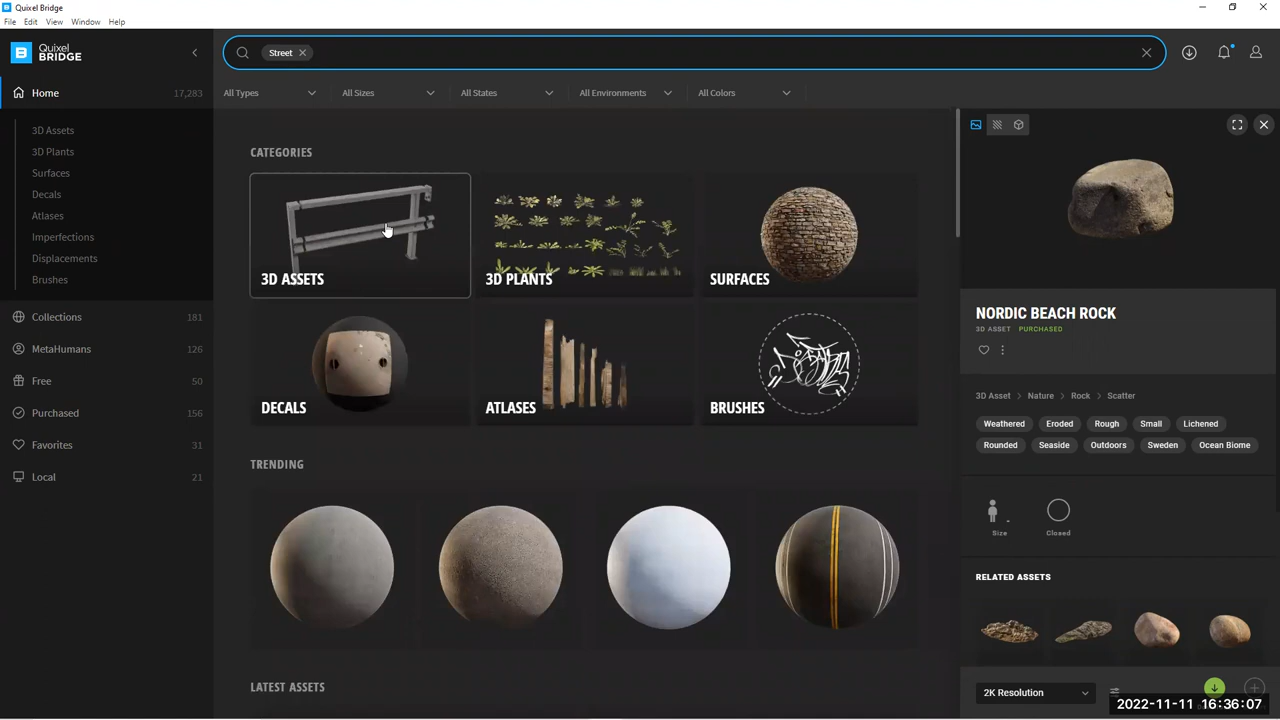 Quixel Bridge
File Edit View Window Help
Quixel
BRIDGE
Street
Home 17,283
All Types All Sizes All States All Environments All Colors
3D Assets
3D Plants
Surfaces
Decals
Atlases
Imperfections
Displacements
Brushes
Collections 181
MetaHumans 126
Free 50
Purchased 156
Favorites 31
Local 21
CATEGORIES
3D ASSETS
3D PLANTS
SURFACES
DECALS
ATLASES
BRUSHES
TRENDING
LATEST ASSETS
NORDIC BEACH ROCK
3D ASSET PURCHASED
3D Asset > Nature > Rock > Scatter
Weathered Eroded Rough Small Lichened
Rounded Seaside Outdoors Sweden Ocean Biome
Size Closed
RELATED ASSETS
2K Resolution
2022-11-11 16:36:07